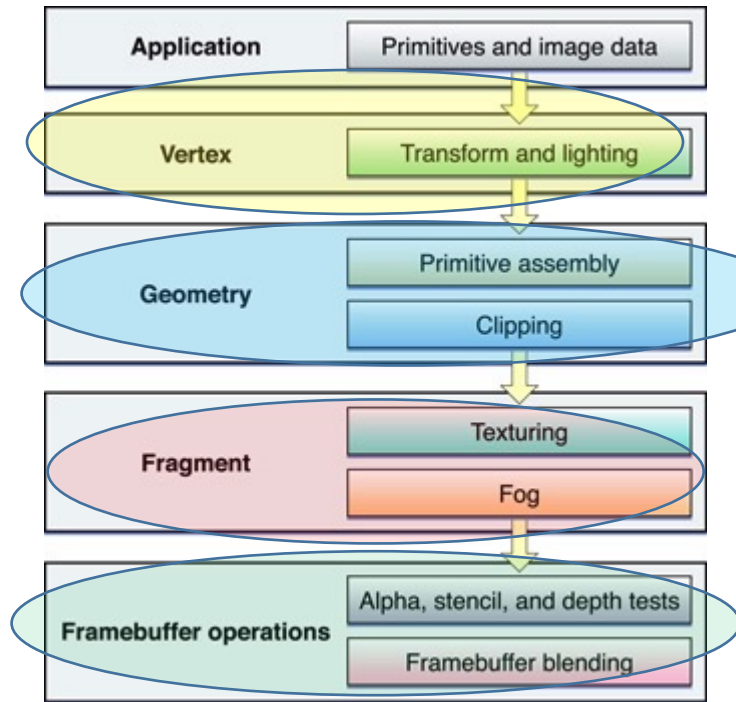 Application
Primitives and image data
Vertex
Transform and lighting
Geometry
Primitive assembly
Clipping
Fragment
Texturing
Fog
Framebuffer operations
Alpha, stencil, and depth tests
Framebuffer blending